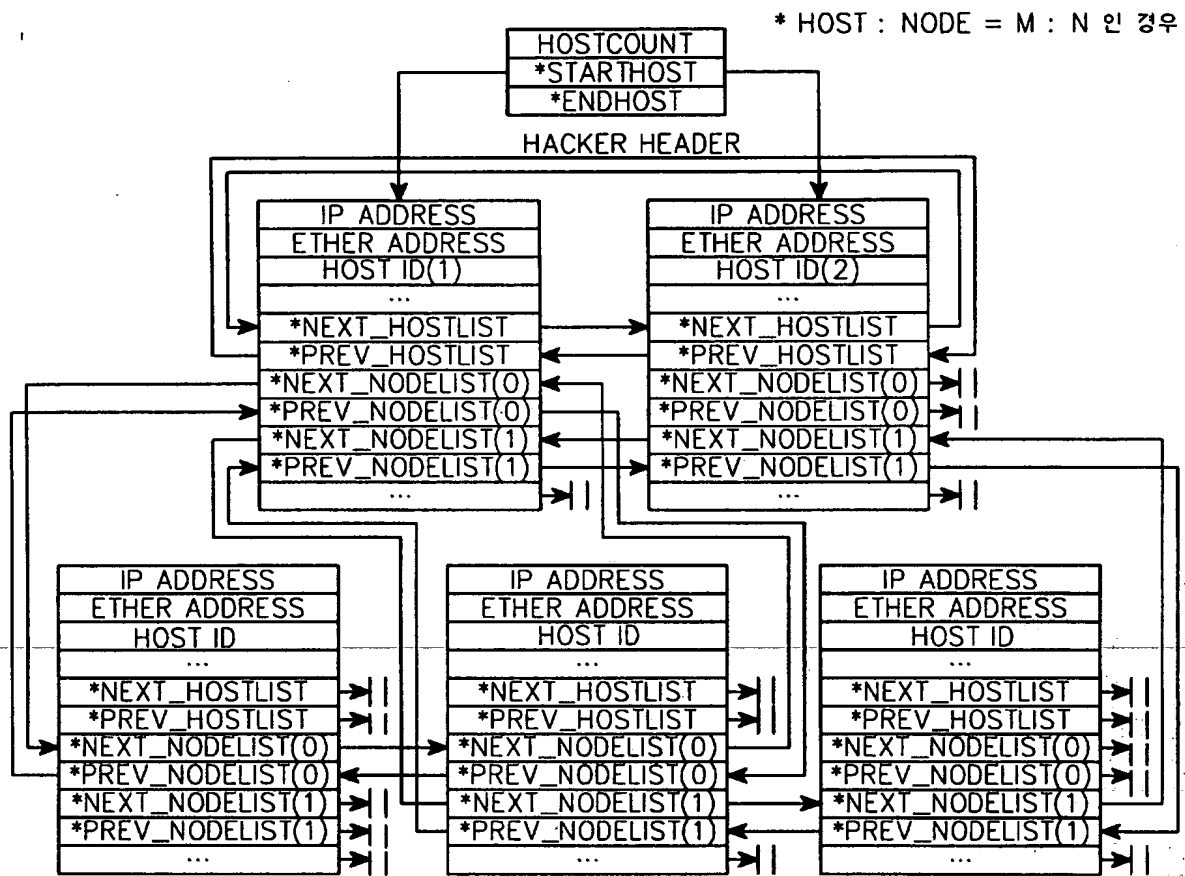 * HOST : NODE = M : N 인 경우
HOSTCOUNT
*STARTHOST
*ENDHOST
HACKER HEADER
IP ADDRESS
ETHER ADDRESS
HOST ID(1)
...
*NEXT_HOSTLIST
*PREV_HOSTLIST
*NEXT_NODELIST(0)
*PREV_NODELIST(0)
*NEXT_NODELIST(1)
*PREV_NODELIST(1)
...
IP ADDRESS
ETHER ADDRESS
HOST ID(2)
...
*NEXT_HOSTLIST
*PREV_HOSTLIST
*NEXT_NODELIST(0)
*PREV_NODELIST(0)
*NEXT_NODELIST(1)
*PREV_NODELIST(1)
...
IP ADDRESS
ETHER ADDRESS
HOST ID
...
*NEXT_HOSTLIST
*PREV_HOSTLIST
*NEXT_NODELIST(0)
*PREV_NODELIST(0)
*NEXT_NODELIST(1)
*PREV_NODELIST(1)
...
IP ADDRESS
ETHER ADDRESS
HOST ID
...
*NEXT_HOSTLIST
*PREV_HOSTLIST
*NEXT_NODELIST(0)
*PREV_NODELIST(0)
*NEXT_NODELIST(1)
*PREV_NODELIST(1)
...
IP ADDRESS
ETHER ADDRESS
HOST ID
...
*NEXT_HOSTLIST
*PREV_HOSTLIST
*NEXT_NODELIST(0)
*PREV_NODELIST(0)
*NEXT_NODELIST(1)
*PREV_NODELIST(1)
...